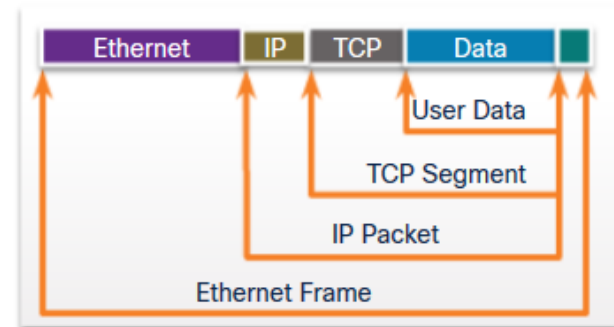 Ethernet IP TCP Data
User Data
TCP Segment
IP Packet
Ethernet Frame